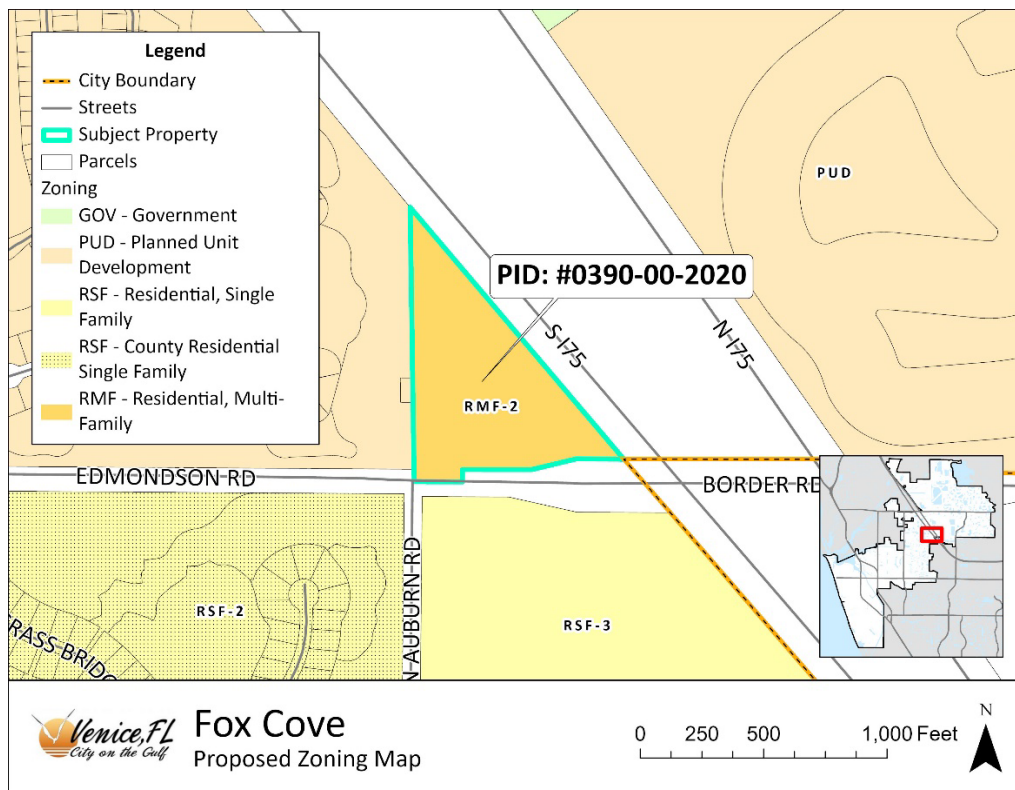 Legend
City Boundary
Streets
Subject Property
Parcels
Zoning
GOV - Government
PUD - Planned Unit
Development
RSF - Residential, Single
Family
RSF - County Residential
Single Family
RMF - Residential, Multi-
Family
PUD
PID: #0390-00-2020
S I75
N I75
RMF-2
EDMONDSON RD
BORDER RD
N AUBURN RD
RSF-2
RSF-3
GRASS BRIDG
Venice, FL
City on the Gulf
Fox Cove
Proposed Zoning Map
0 250 500 1,000 Feet
N